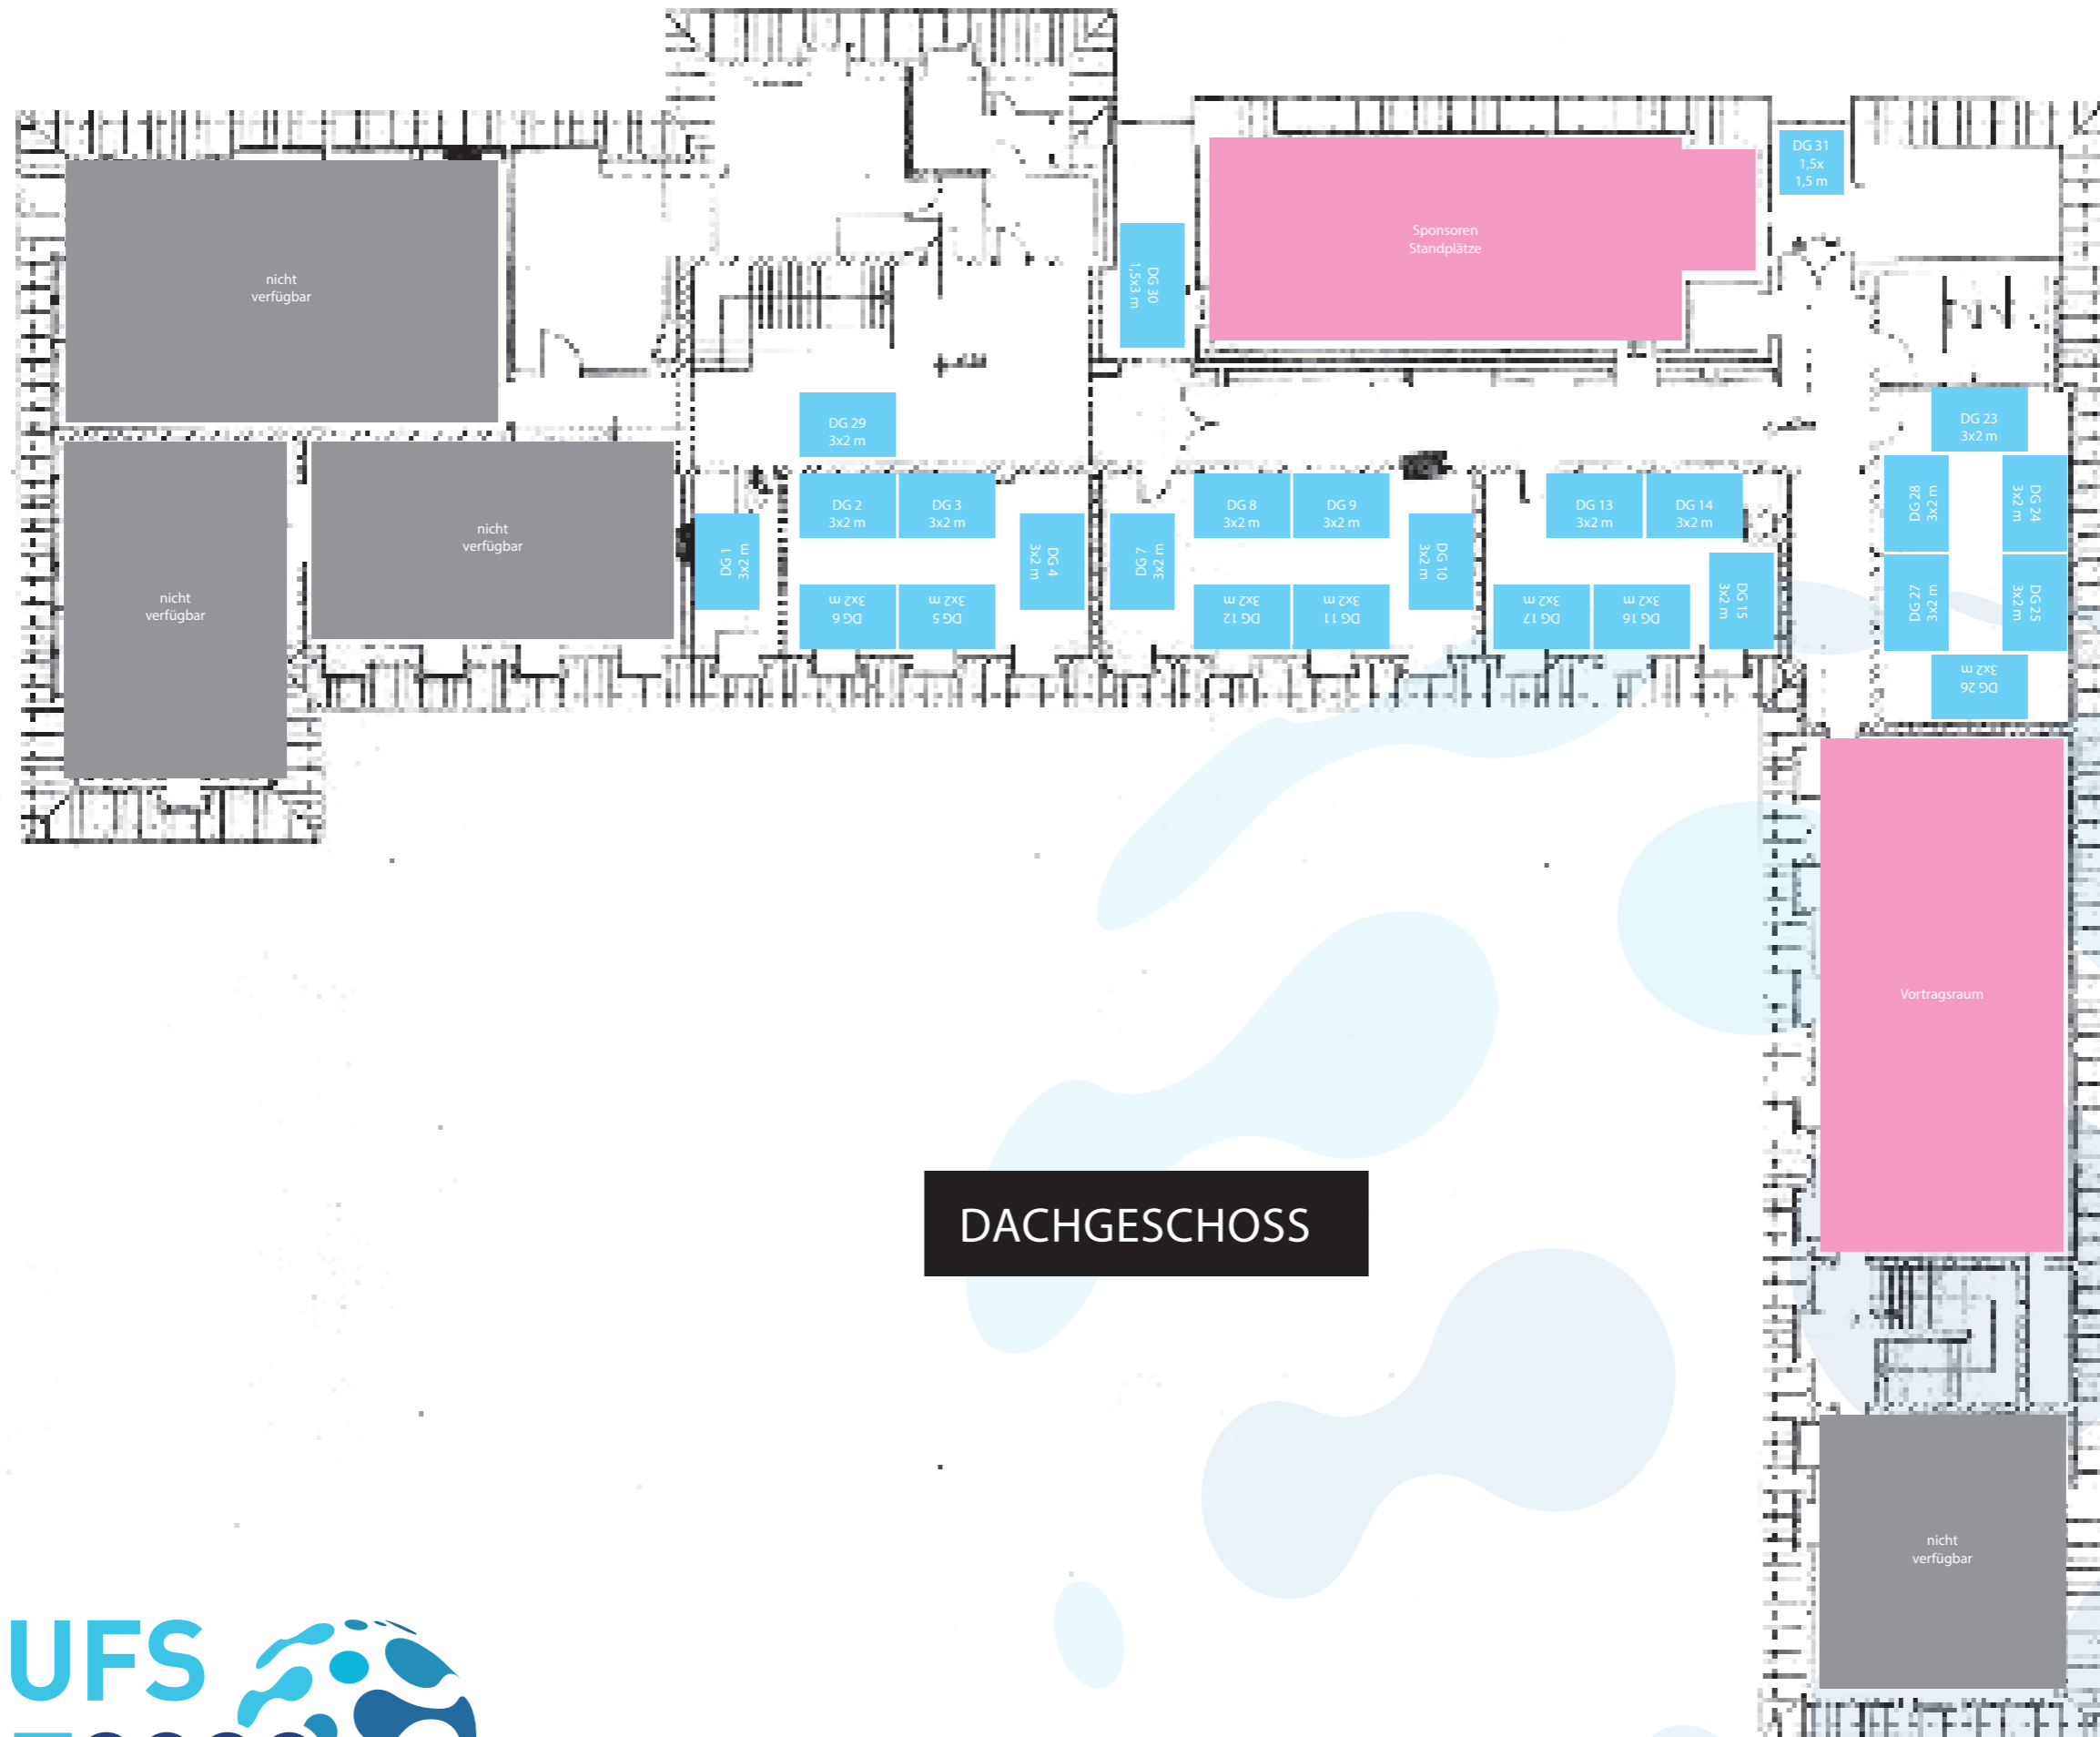 DG 31
1,5x
1,5 m
Sponsoren
Standplätze
DG 30
1,5x3 m
nicht
verfügbar
DG 29
3x2 m
DG 23
3x2 m
DG 28
3x2 m
DG 24
3x2 m
DG 2
3x2 m
DG 3
3x2 m
DG 8
3x2 m
DG 9
3x2 m
DG 13
3x2 m
DG 14
3x2 m
nicht
verfügbar
DG 1
3x2 m
DG 4
3x2 m
DG 7
3x2 m
DG 10
3x2 m
DG 15
3x2 m
nicht
verfügbar
DG 6
3x2 m
DG 5
3x2 m
DG 12
3x2 m
DG 11
3x2 m
DG 17
3x2 m
DG 16
3x2 m
DG 27
3x2 m
DG 25
3x2 m
DG 26
3x2 m
Vortragsraum
DACHGESCHOSS
nicht
verfügbar
UFS